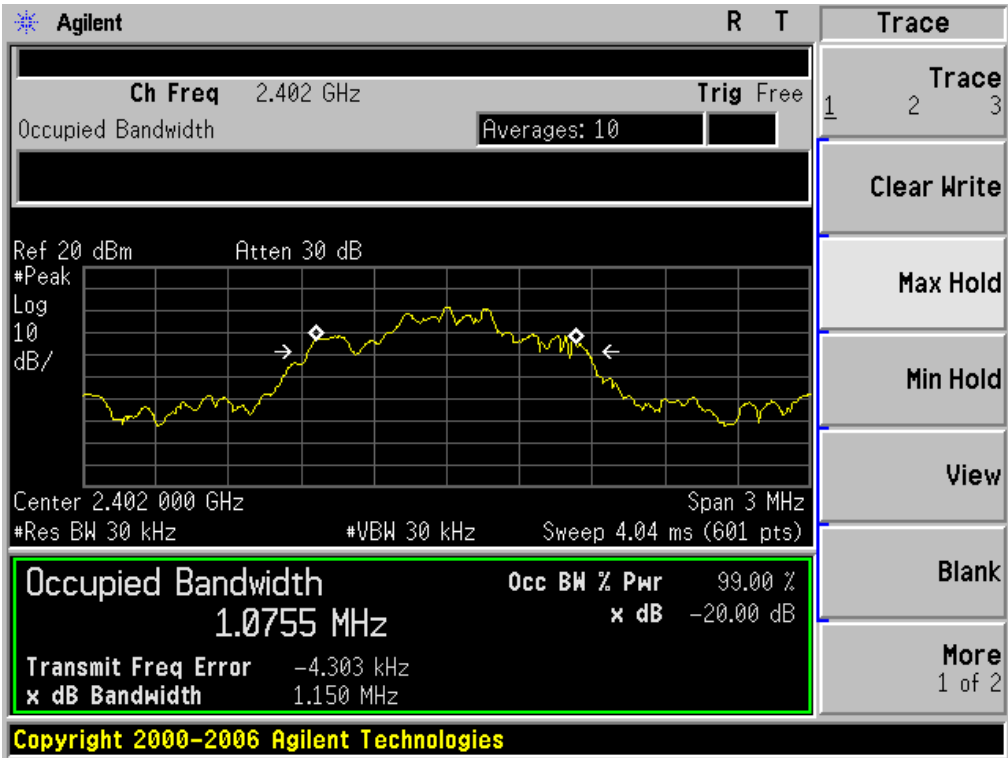 Agilent R T
Ch Freq 2.402 GHz Trig Free
Occupied Bandwidth Averages: 10
Ref 20 dBm Atten 30 dB
#Peak
Log
10
dB/
Center 2.402 000 GHz Span 3 MHz
#Res BW 30 kHz #VBW 30 kHz Sweep 4.04 ms (601 pts)
Occupied Bandwidth
1.0755 MHz
Occ BW % Pwr 99.00 %
x dB -20.00 dB
Transmit Freq Error -4.303 kHz
x dB Bandwidth 1.150 MHz
Copyright 2000-2006 Agilent Technologies
Trace
Trace
1 2 3
Clear Write
Max Hold
Min Hold
View
Blank
More
1 of 2